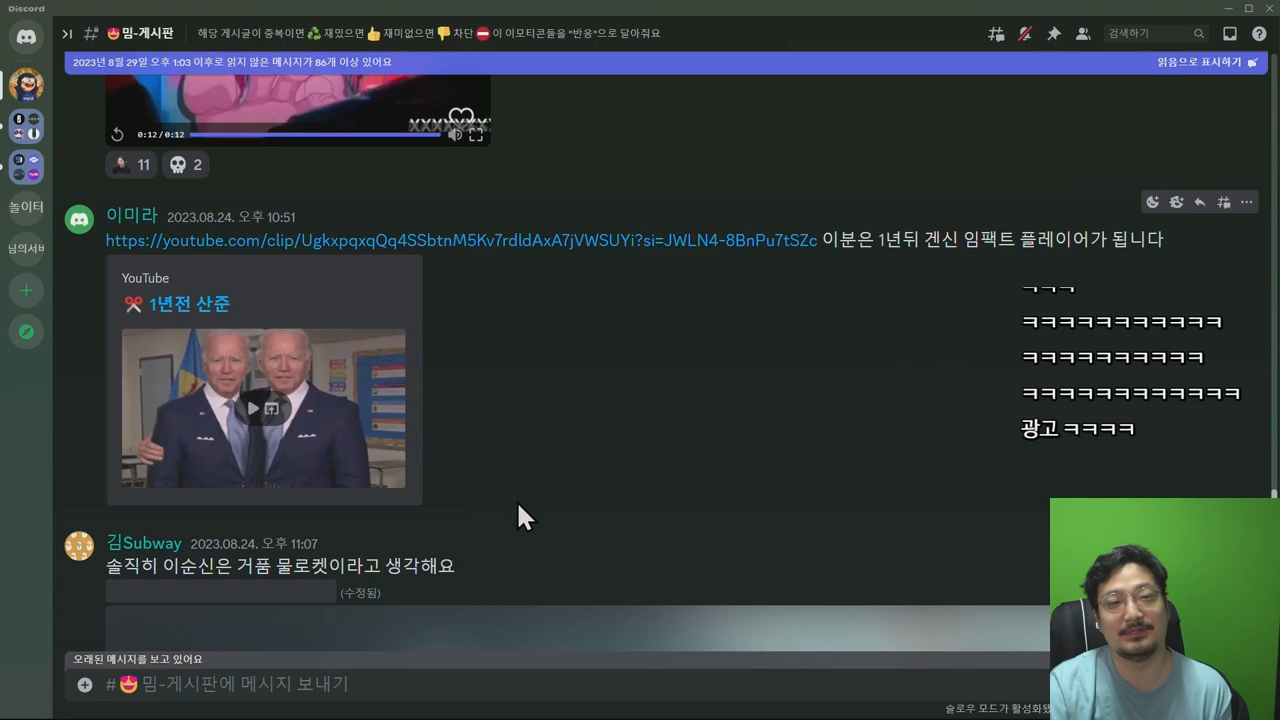 Discord
😍밈-게시판
해당 게시글이 중복이면♻️ 재밌으면👍 재미없으면👎 차단⛔ 이 이모티콘들을 "반응"으로 달아줘요
검색하기
2023년 8월 29일 오후 1:03 이후로 읽지 않은 메시지가 86개 이상 있어요
읽음으로 표시하기
0:12/0:12
11
2
놀이터
님의서버
이미라 2023.08.24. 오후 10:51
https://youtube.com/clip/UgkxpqxqQq4SSbtnM5Kv7rdldAxA7jVWSUYi?si=JWLN4-8BnPu7tSZc 이분은 1년뒤 겐신 임팩트 플레이어가 됩니다
YouTube
✂️ 1년전 산준
ㅋㅋㅋ
ㅋㅋㅋㅋㅋㅋㅋㅋㅋㅋㅋ
ㅋㅋㅋㅋㅋㅋㅋㅋㅋㅋ
ㅋㅋㅋㅋㅋㅋㅋㅋㅋㅋㅋㅋ
광고 ㅋㅋㅋㅋ
김Subway 2023.08.24. 오후 11:07
솔직히 이순신은 거품 물로켓이라고 생각해요
(수정됨)
오래된 메시지를 보고 있어요
#😍밈-게시판에 메시지 보내기
슬로우 모드가 활성화됐